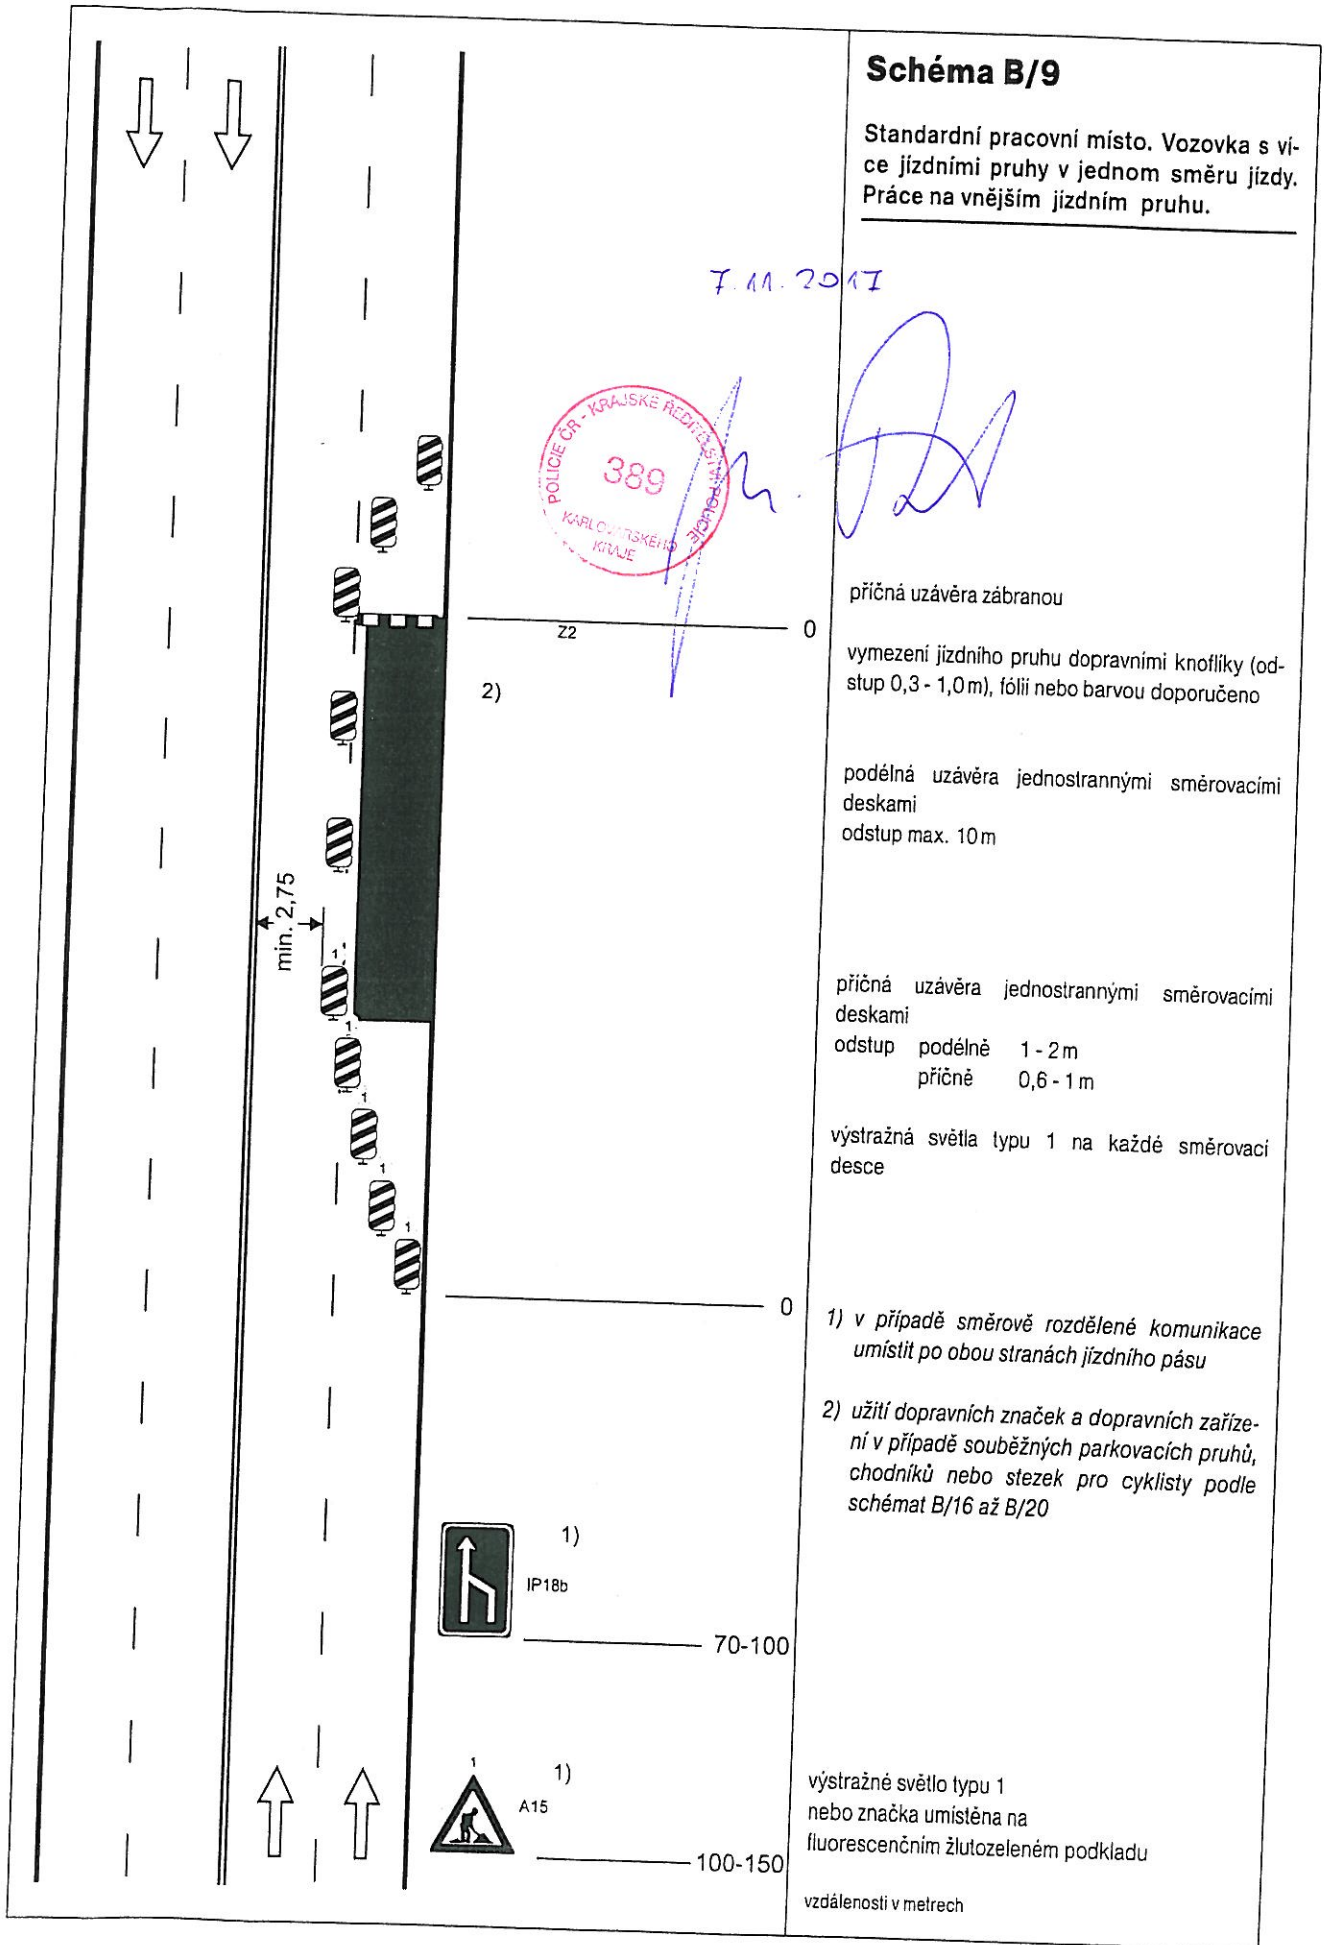 Schéma B/9
Standardní pracovní místo. Vozovka s ví-
ce jízdními pruhy v jednom směru jízdy.
Práce na vnějším jízdním pruhu.
7. 11. 2017
POLICIE ČR - KRAJSKÉ ŘEDITELSTVÍ POLICIE
389
KARLOVARSKÉHO
KRAJE
příčná uzávěra zábranou
Z2
0
vymezení jízdního pruhu dopravními knoflíky (od-
stup 0,3 - 1,0 m), fólií nebo barvou doporučeno
2)
podélná uzávěra jednostrannými směrovacími
deskami
odstup max. 10 m
min. 2,75
1
příčná uzávěra jednostrannými směrovacími
deskami
odstup podélně 1 - 2 m
příčně 0,6 - 1 m
1
1
výstražná světla typu 1 na každé směrovací
desce
1
1
0
1) v případě směrově rozdělené komunikace
umístit po obou stranách jízdního pásu
2) užití dopravních značek a dopravních zaříze-
ní v případě souběžných parkovacích pruhů,
chodníků nebo stezek pro cyklisty podle
schémat B/16 až B/20
1)
IP18b
70-100
1
1)
A15
100-150
výstražné světlo typu 1
nebo značka umístěna na
fluorescenčním žlutozeleném podkladu
vzdálenosti v metrech